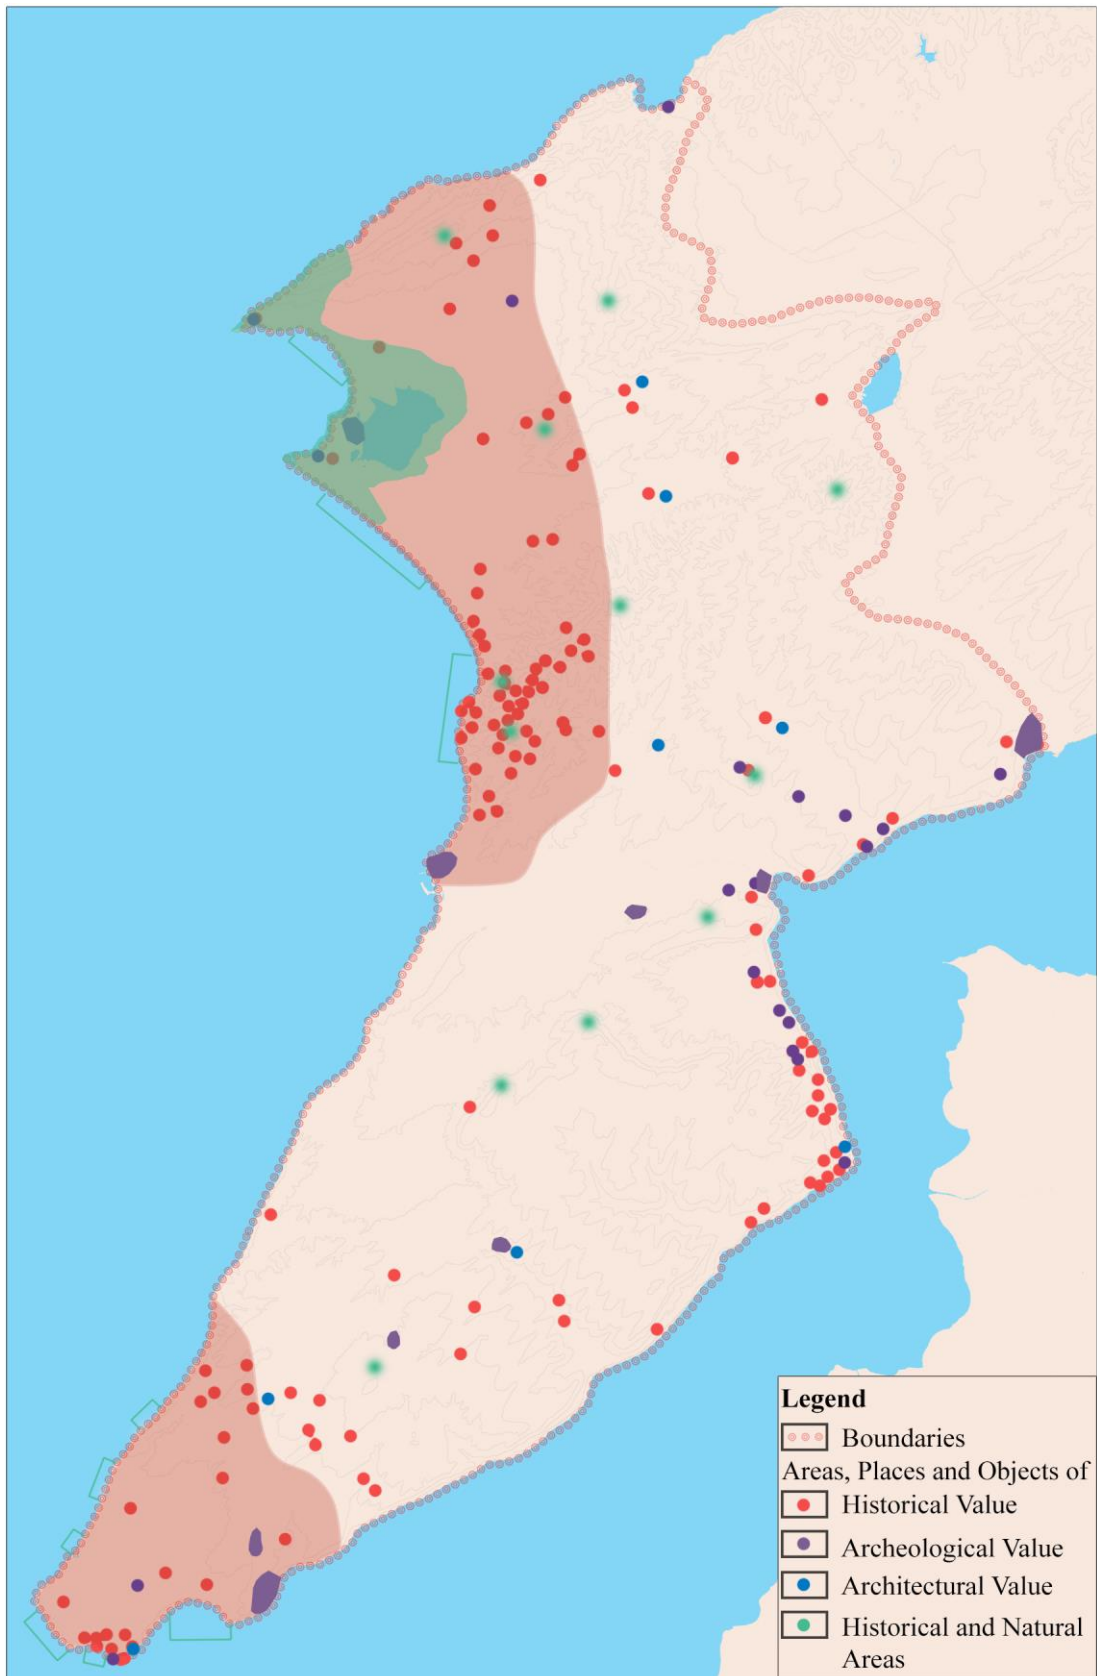 Legend
Boundaries
Areas, Places and Objects of
Historical Value
Archeological Value
Architectural Value
Historical and Natural
Areas